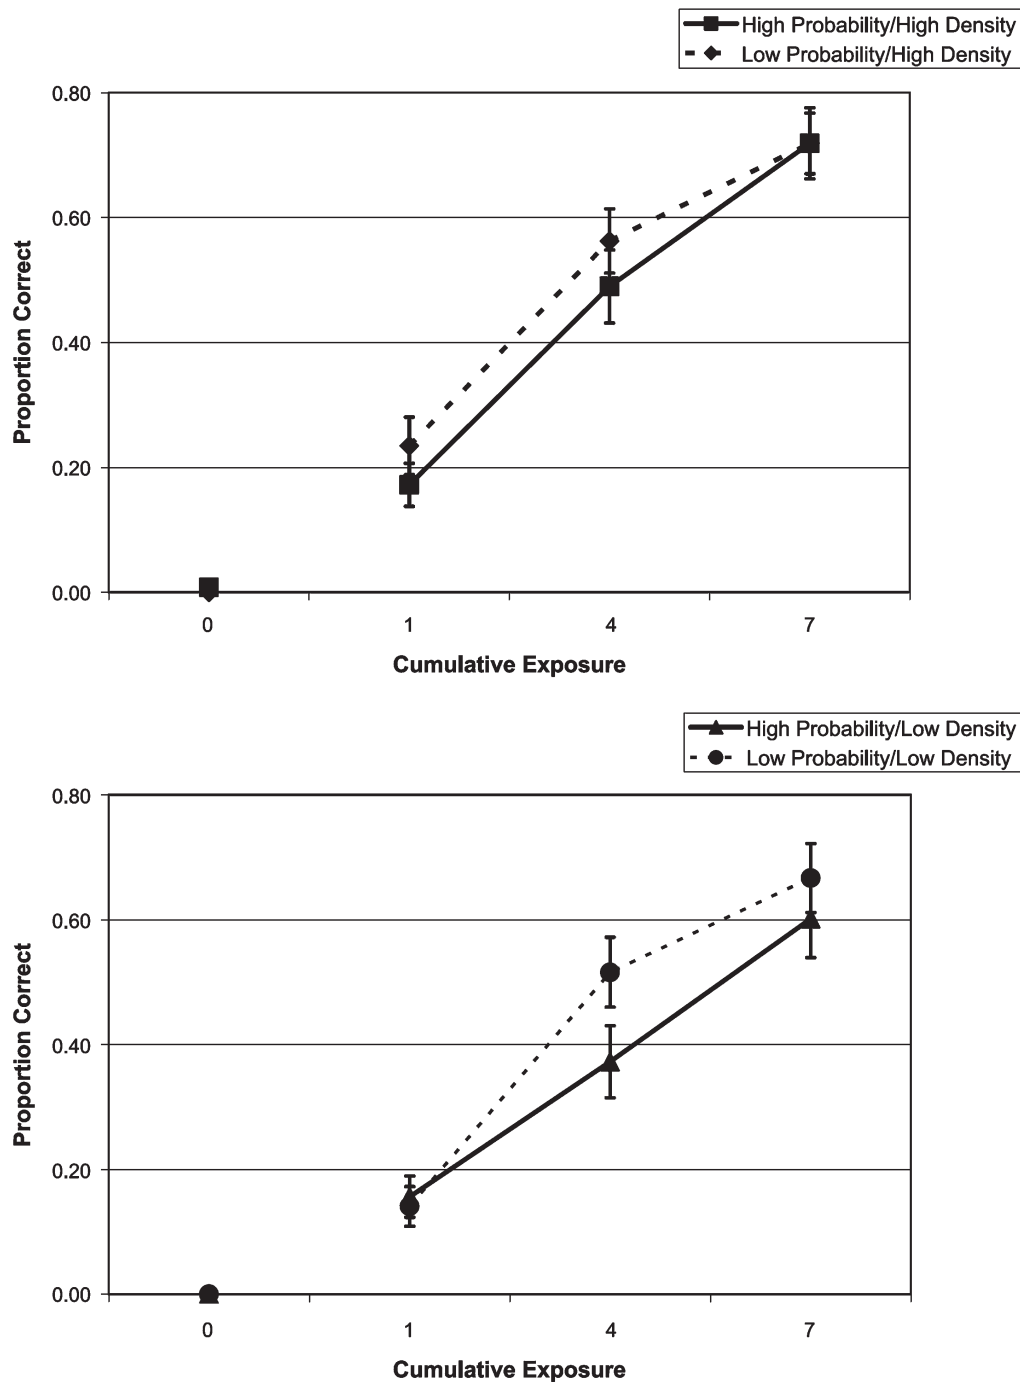 High Probability/High Density
Low Probability/High Density
0.80
0.60
0.40
0.20
0.00
Proportion Correct
0 1 4 7
Cumulative Exposure
High Probability/Low Density
Low Probability/Low Density
0.80
0.60
0.40
0.20
0.00
Proportion Correct
0 1 4 7
Cumulative Exposure